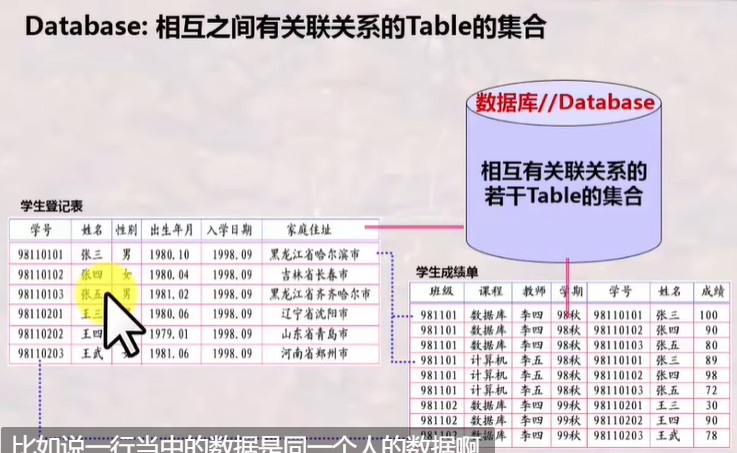 Database: 相互之间有关联关系的Table的集合
数据库//Database
相互有关联关系的
若干Table的集合
学生登记表
学号 姓名 性别 出生年月 入学日期 家庭住址
98110101 张三 男 1980.10 1998.09 黑龙江省哈尔滨市
98110102 张四 女 1980.04 1998.09 吉林省长春市
98110103 张五 男 1981.02 1998.09 黑龙江省齐齐哈尔市
98110201 王三 1980.06 1998.09 辽宁省沈阳市
98110202 王四 1979.01 1998.09 山东省青岛市
98110203 王武 女 1981.06 1998.09 河南省郑州市
学生成绩单
班级 课程 教师 学期 学号 姓名 成绩
981101 数据库 李四 98秋 98110101 张三 100
981101 数据库 李四 98秋 98110102 张四 90
981101 数据库 李四 98秋 98110103 张五 80
981101 计算机 李五 98秋 98110101 张三 89
981101 计算机 李五 98秋 98110102 张四 98
981101 计算机 李五 98秋 98110103 张五 72
981102 数据库 李四 99秋 98110201 王三 30
981102 数据库 李四 99秋 98110202 王四 90
981102 数据库 李四 99秋 98110203 王武 78
比如说一行当中的数据是同一个人的数据啊